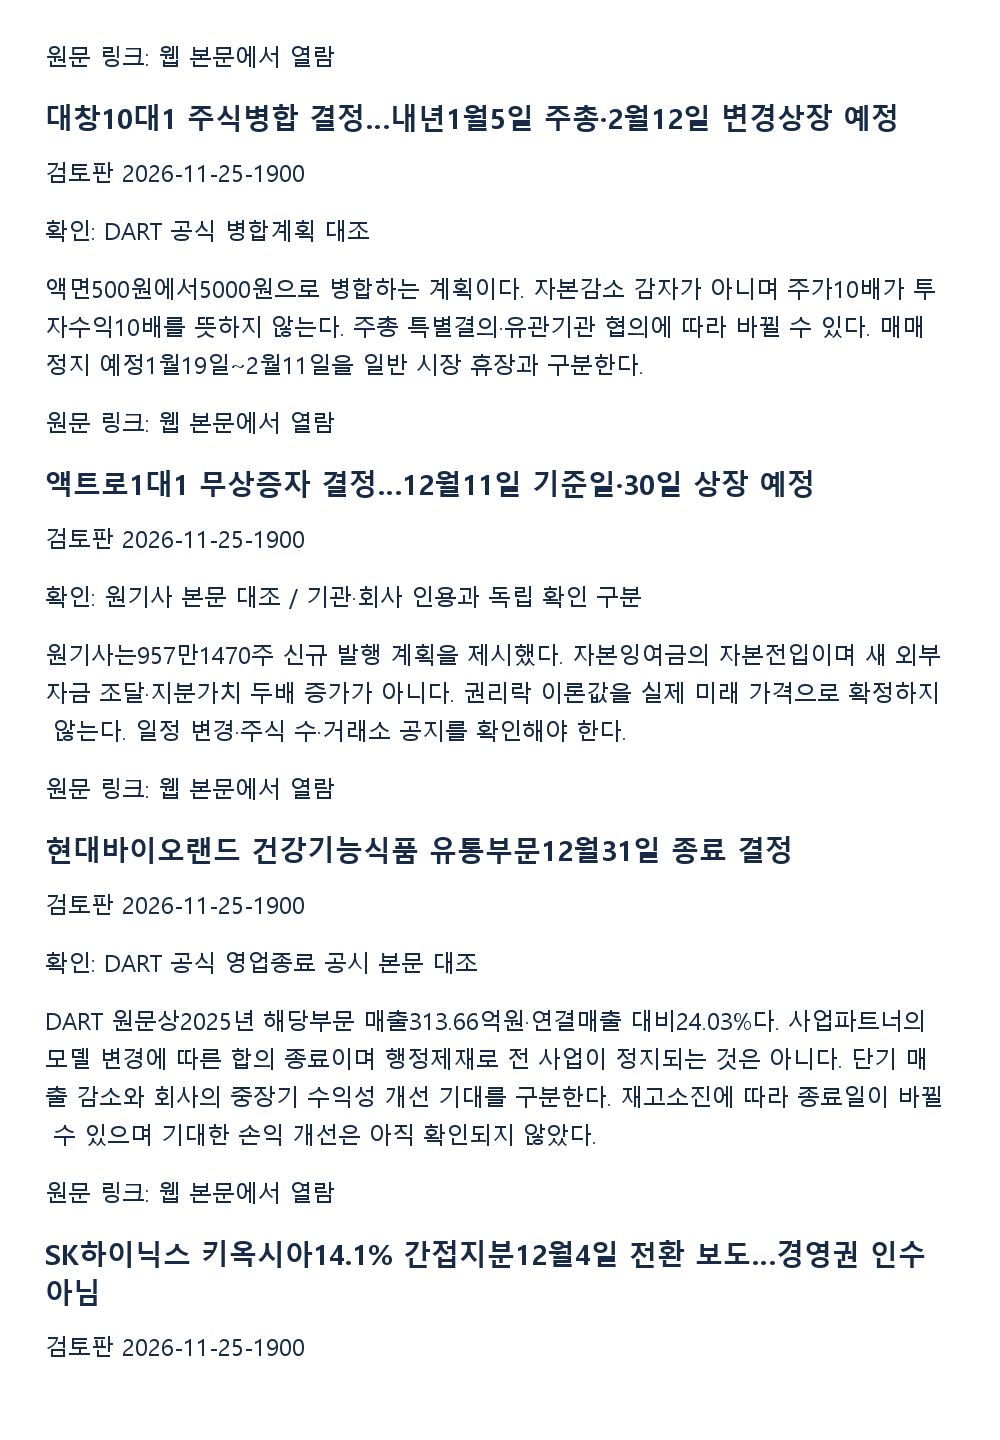 원문 링크: 웹 본문에서 열람
대창10대1 주식병합 결정…내년1월5일 주총·2월12일 변경상장 예정
검토판 2026-11-25-1900
확인: DART 공식 병합계획 대조
액면500원에서5000원으로 병합하는 계획이다. 자본감소 감자가 아니며 주가10배가 투
자수익10배를 뜻하지 않는다. 주총 특별결의·유관기관 협의에 따라 바뀔 수 있다. 매매
정지 예정1월19일~2월11일을 일반 시장 휴장과 구분한다.
원문 링크: 웹 본문에서 열람
액트로1대1 무상증자 결정…12월11일 기준일·30일 상장 예정
검토판 2026-11-25-1900
확인: 원기사 본문 대조 / 기관·회사 인용과 독립 확인 구분
원기사는957만1470주 신규 발행 계획을 제시했다. 자본잉여금의 자본전입이며 새 외부
자금 조달·지분가치 두배 증가가 아니다. 권리락 이론값을 실제 미래 가격으로 확정하지
않는다. 일정 변경·주식 수·거래소 공지를 확인해야 한다.
원문 링크: 웹 본문에서 열람
현대바이오랜드 건강기능식품 유통부문12월31일 종료 결정
검토판 2026-11-25-1900
확인: DART 공식 영업종료 공시 본문 대조
DART 원문상2025년 해당부문 매출313.66억원·연결매출 대비24.03%다. 사업파트너의
모델 변경에 따른 합의 종료이며 행정제재로 전 사업이 정지되는 것은 아니다. 단기 매
출 감소와 회사의 중장기 수익성 개선 기대를 구분한다. 재고소진에 따라 종료일이 바뀔
수 있으며 기대한 손익 개선은 아직 확인되지 않았다.
원문 링크: 웹 본문에서 열람
SK하이닉스 키옥시아14.1% 간접지분12월4일 전환 보도…경영권 인수
아님
검토판 2026-11-25-1900